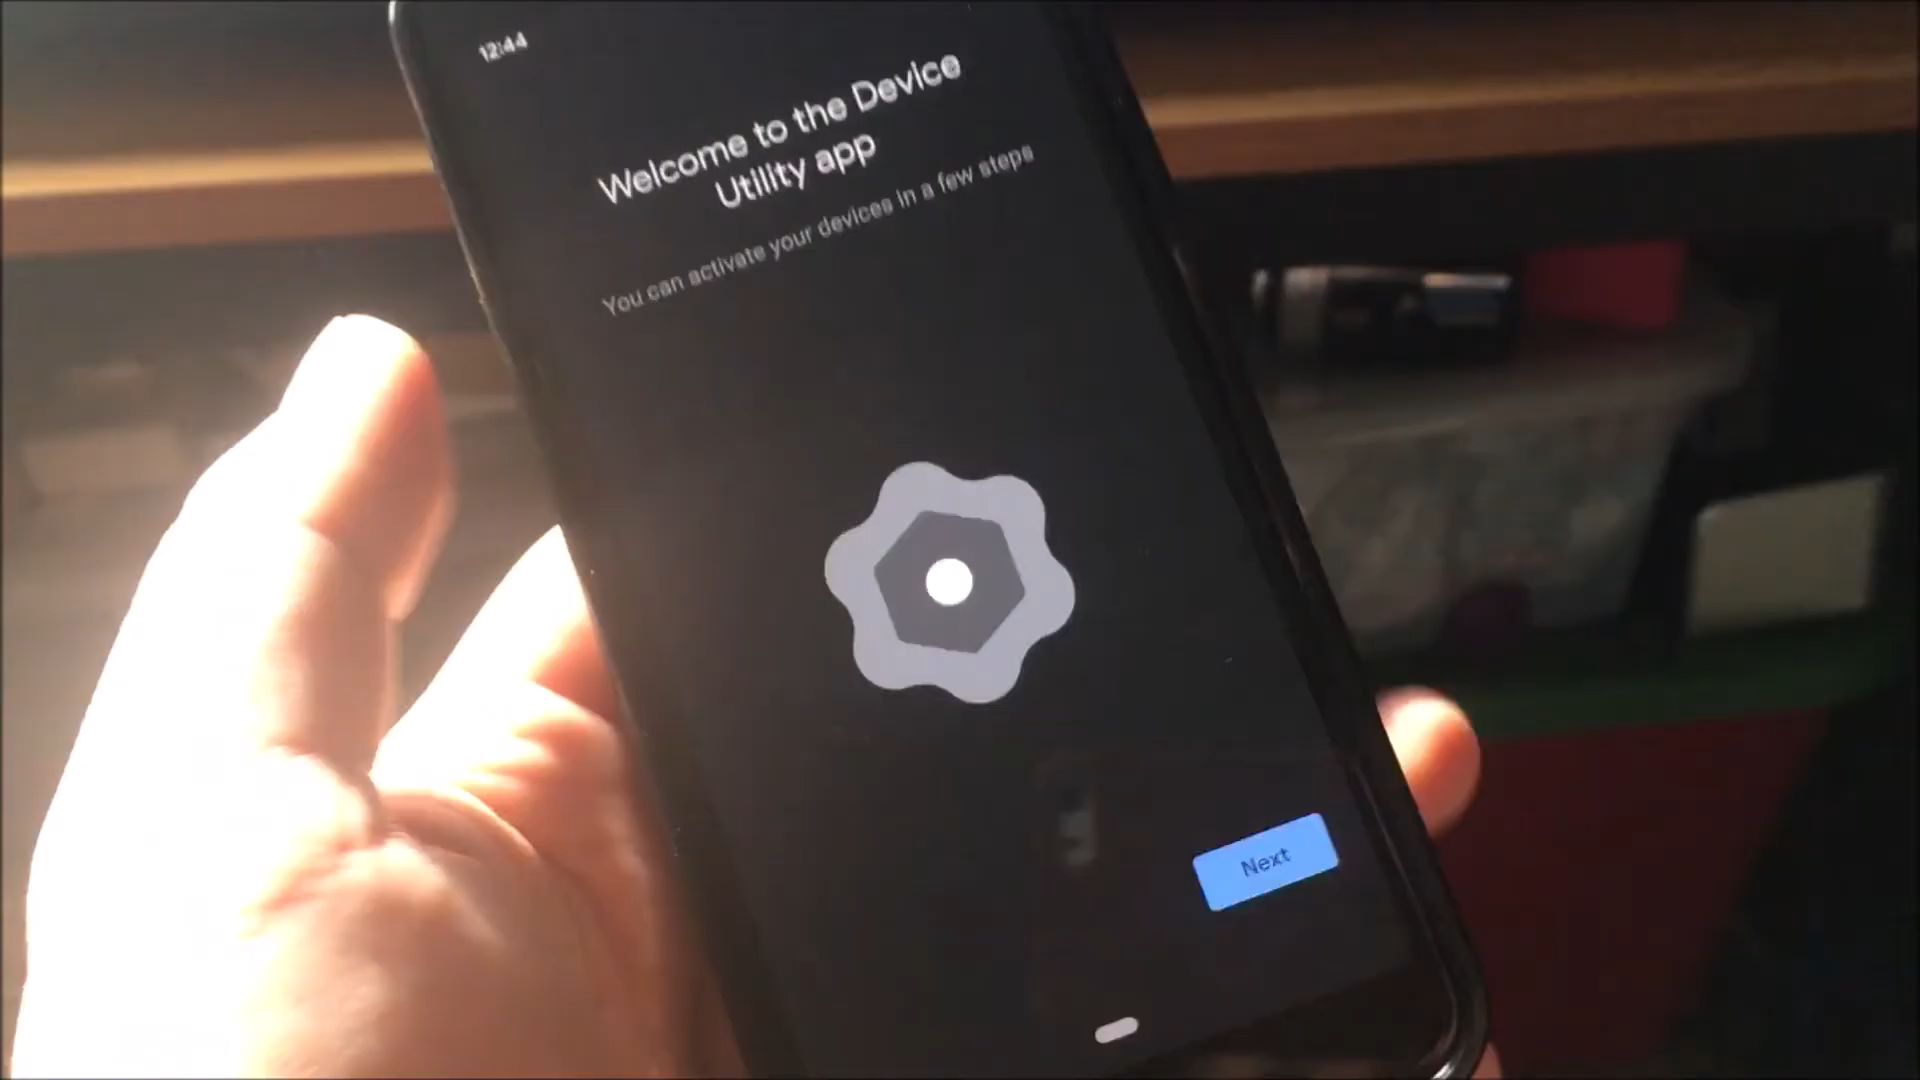 12:44
Welcome to the Device
Utility app
You can activate your devices in a few steps
Next